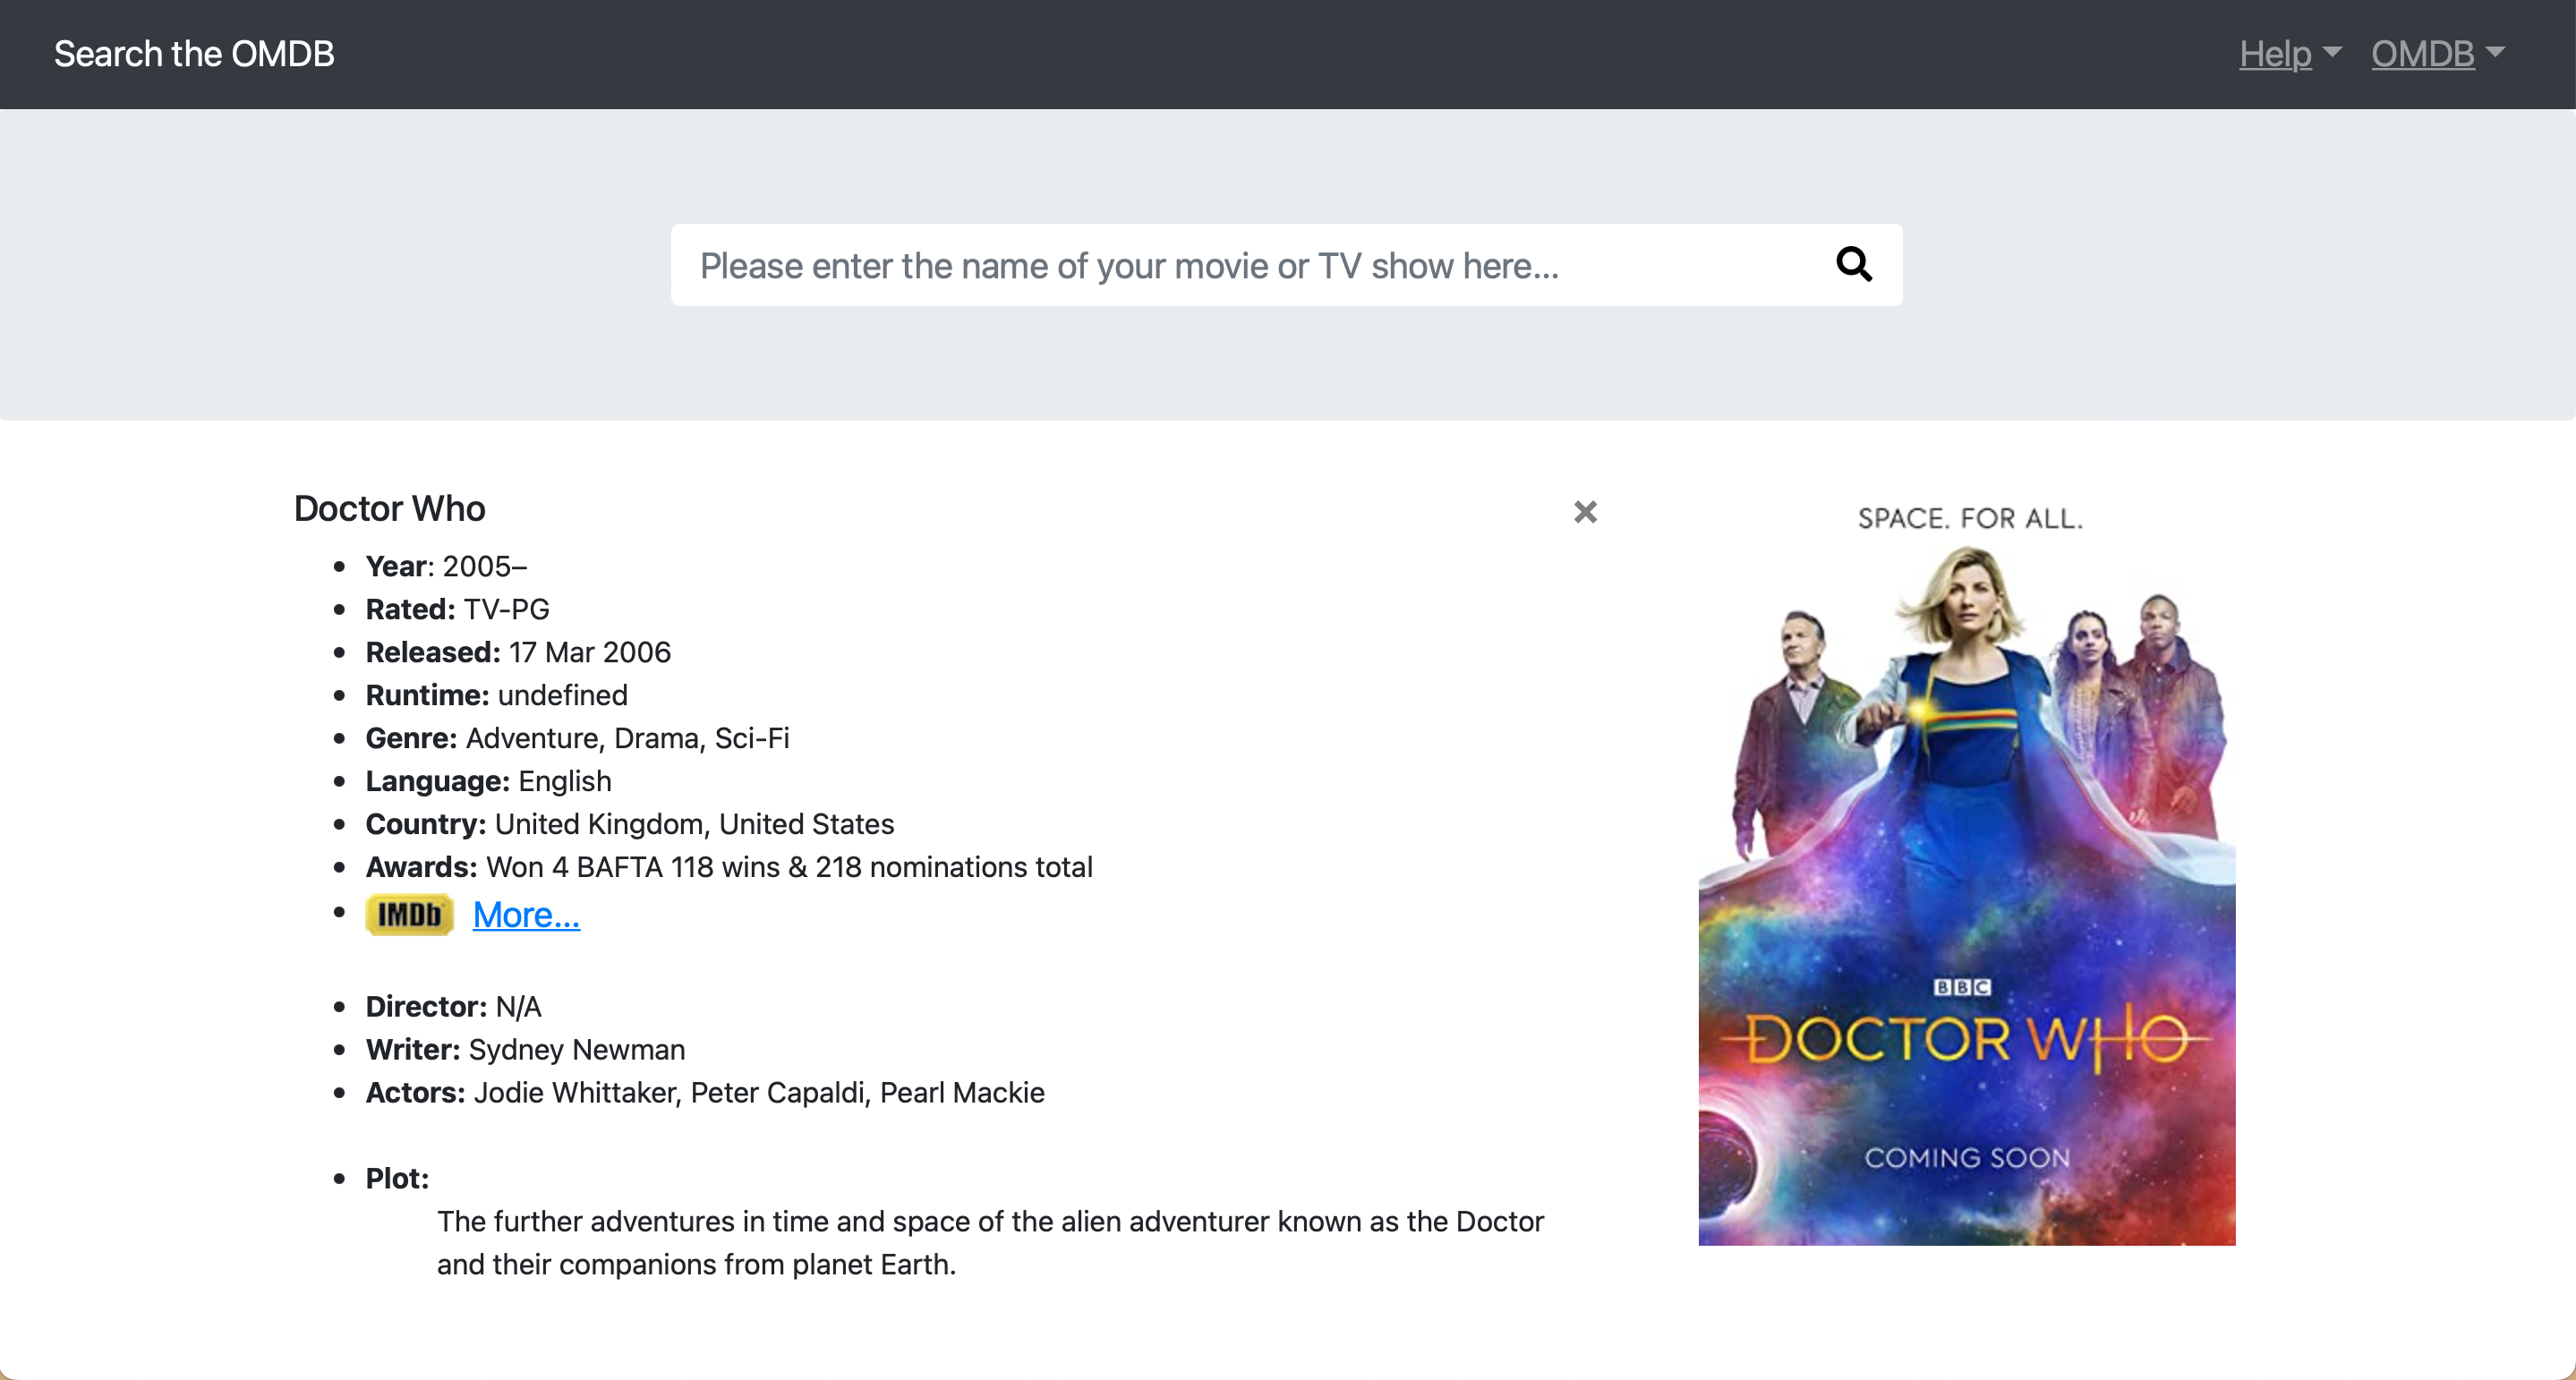 Search the OMDB
Help OMDB
Please enter the name of your movie or TV show here...
Doctor Who
Year: 2005–
Rated: TV-PG
Released: 17 Mar 2006
Runtime: undefined
Genre: Adventure, Drama, Sci-Fi
Language: English
Country: United Kingdom, United States
Awards: Won 4 BAFTA 118 wins & 218 nominations total
IMDb More...
Director: N/A
Writer: Sydney Newman
Actors: Jodie Whittaker, Peter Capaldi, Pearl Mackie
Plot:
The further adventures in time and space of the alien adventurer known as the Doctor
and their companions from planet Earth.
SPACE. FOR ALL.
BBC
DOCTOR WHO
COMING SOON